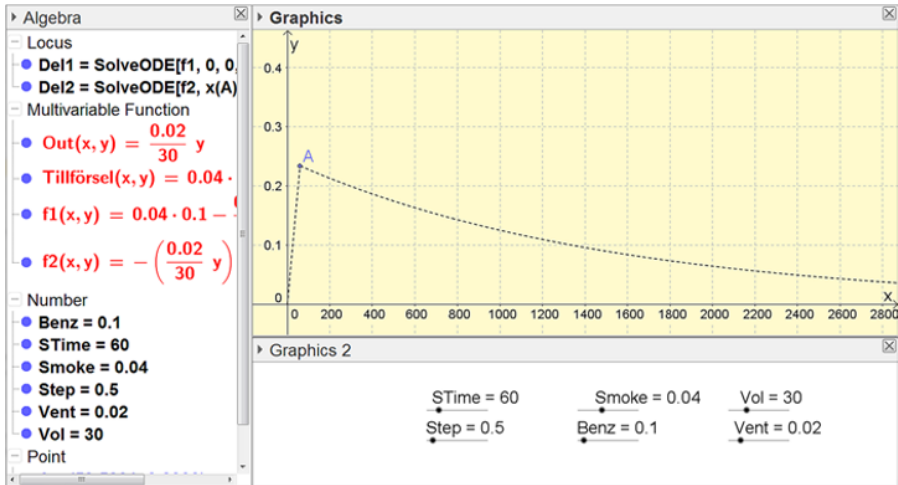 Algebra
Locus
Del1 = SolveODE[f1, 0, 0,
Del2 = SolveODE[f2, x(A)
Multivariable Function
Out(x, y) = 0.02/30 y
Tillförsel(x, y) = 0.04 ·
f1(x, y) = 0.04 · 0.1 −
f2(x, y) = −(0.02/30 y)
Number
Benz = 0.1
STime = 60
Smoke = 0.04
Step = 0.5
Vent = 0.02
Vol = 30
Point
Graphics
y
0.4
0.3
A
0.2
0.1
0
x
0 200 400 600 800 1000 1200 1400 1600 1800 2000 2200 2400 2600 2800
Graphics 2
STime = 60 Smoke = 0.04 Vol = 30
Step = 0.5 Benz = 0.1 Vent = 0.02